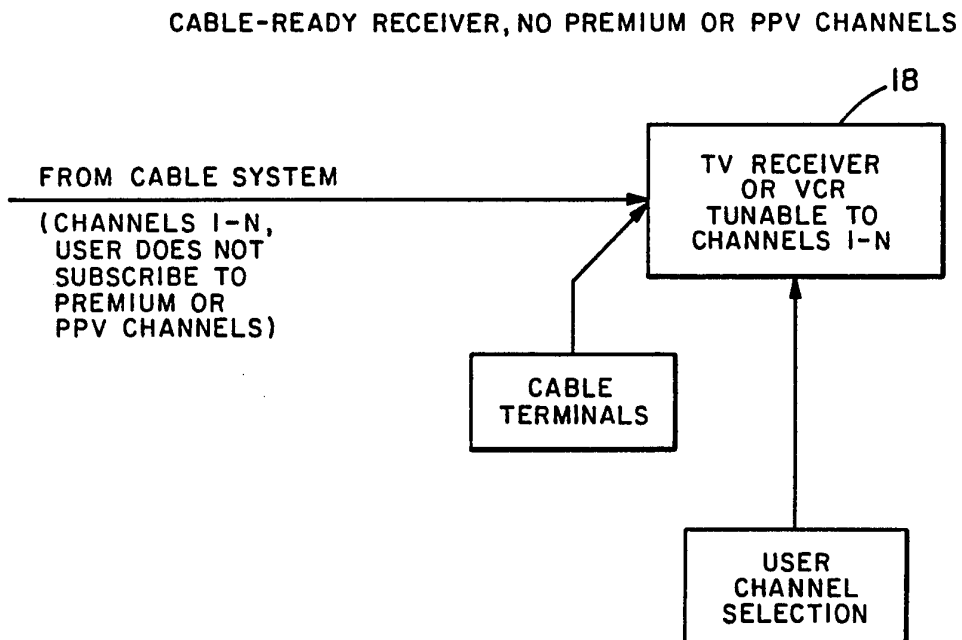 CABLE-READY RECEIVER, NO PREMIUM OR PPV CHANNELS
18
TV RECEIVER
OR VCR
TUNABLE TO
CHANNELS 1-N
FROM CABLE SYSTEM
(CHANNELS 1-N,
USER DOES NOT
SUBSCRIBE TO
PREMIUM OR
PPV CHANNELS)
CABLE
TERMINALS
USER
CHANNEL
SELECTION